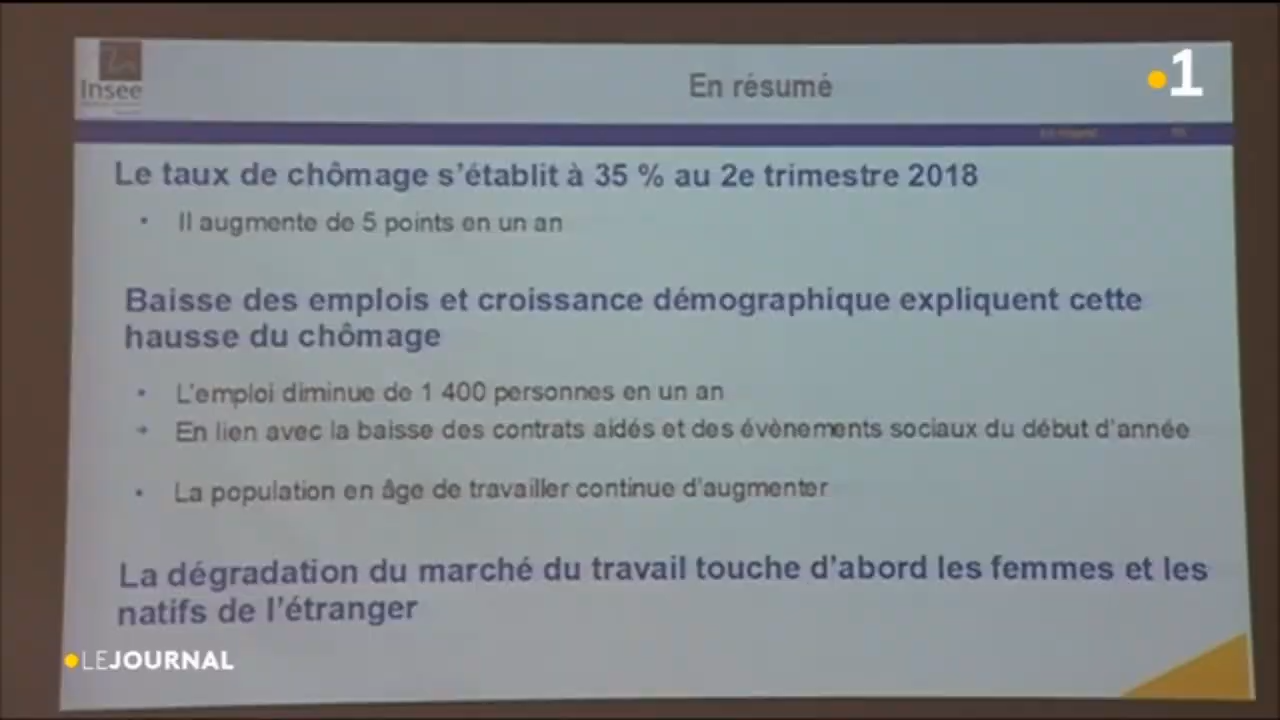 Insee
En résumé
1
Le taux de chômage s'établit à 35 % au 2e trimestre 2018
• Il augmente de 5 points en un an
Baisse des emplois et croissance démographique expliquent cette
hausse du chômage
• L'emploi diminue de 1 400 personnes en un an
• En lien avec la baisse des contrats aidés et des évènements sociaux du début d'année
• La population en âge de travailler continue d'augmenter
La dégradation du marché du travail touche d'abord les femmes et les
natifs de l'étranger
LEJOURNAL